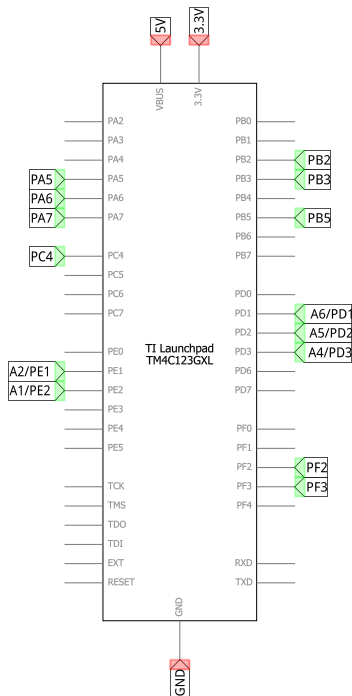 5V
3.3V
VBUS
3.3V
PA2
PB0
PA3
PB1
PA4
PB2
PB2
PA5
PA5
PB3
PB3
PA6
PA6
PB4
PA7
PA7
PB5
PB5
PB6
PC4
PC4
PB7
PC5
PC6
PD0
PC7
PD1
A6/PD1
PD2
A5/PD2
TI Launchpad
TM4C123GXL
PE0
PD3
A4/PD3
A2/PE1
PE1
PD6
A1/PE2
PE2
PD7
PE3
PE4
PF0
PE5
PF1
PF2
PF2
TCK
PF3
PF3
TMS
PF4
TDO
TDI
EXT
RXD
RESET
TXD
GND
GND